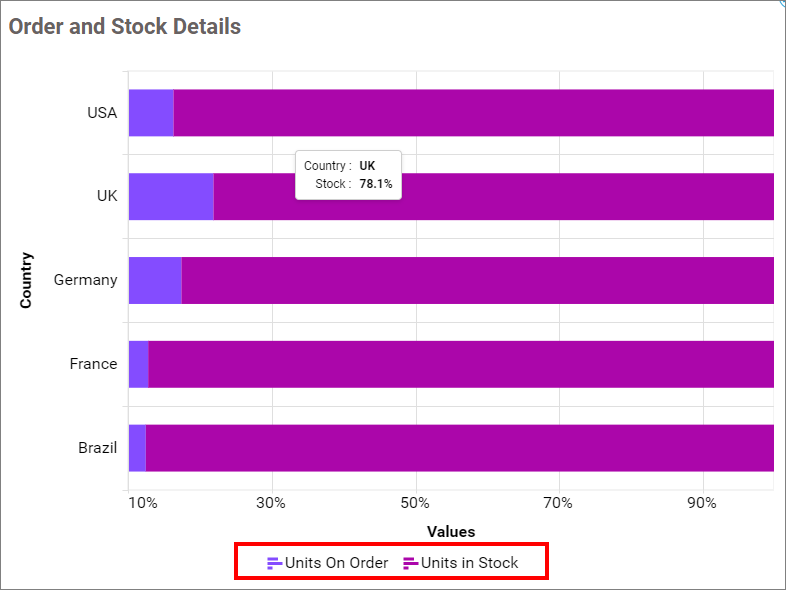 Order and Stock Details
USA
Country : UK
Stock : 78.1%
UK
Country
Germany
France
Brazil
10% 30% 50% 70% 90%
Values
Units On Order Units in Stock